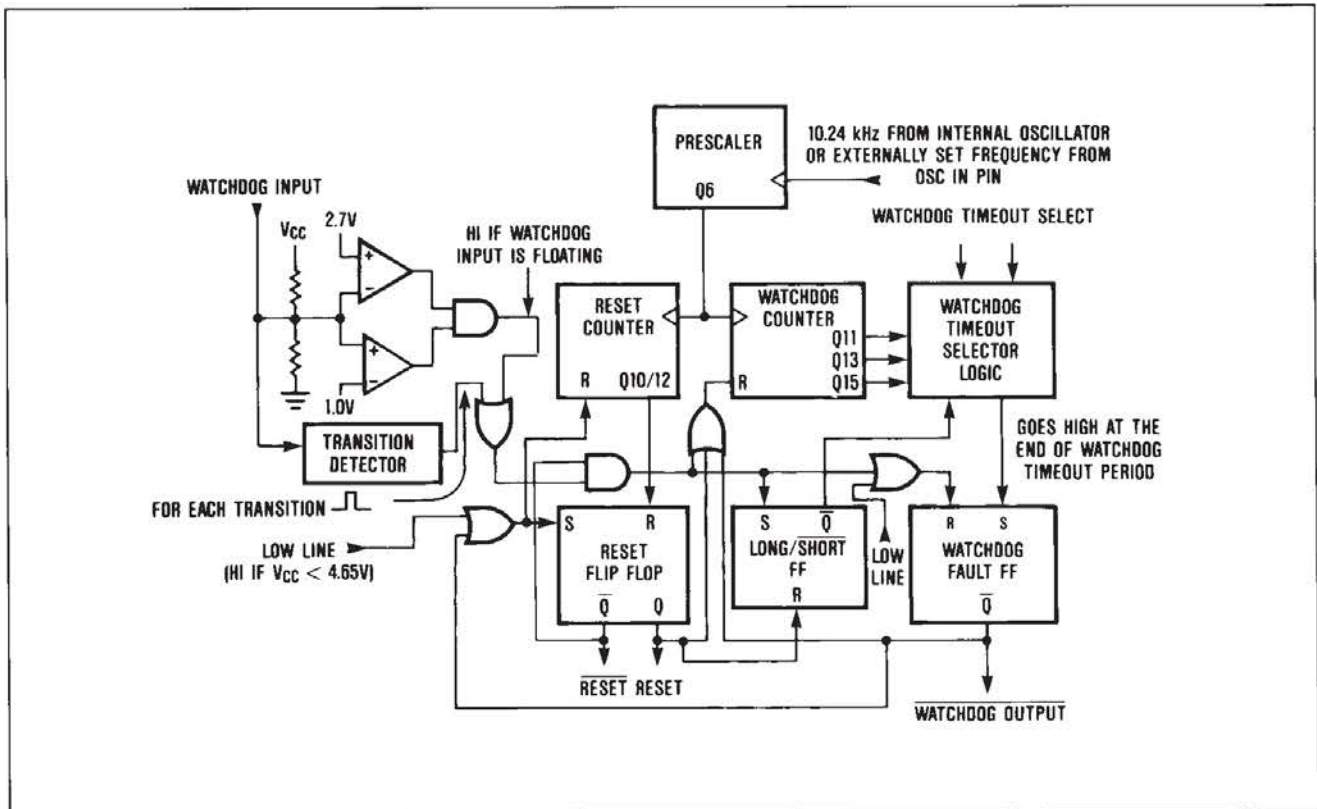 PRESCALER
Q6
10.24 kHz FROM INTERNAL OSCILLATOR
OR EXTERNALLY SET FREQUENCY FROM
OSC IN PIN
WATCHDOG INPUT
VCC
2.7V
+
−
+
−
1.0V
HI IF WATCHDOG
INPUT IS FLOATING
WATCHDOG TIMEOUT SELECT
RESET
COUNTER
R
Q10/12
WATCHDOG
COUNTER
Q11
Q13
Q15
R
WATCHDOG
TIMEOUT
SELECTOR
LOGIC
TRANSITION
DETECTOR
FOR EACH TRANSITION
GOES HIGH AT THE
END OF WATCHDOG
TIMEOUT PERIOD
LOW LINE
(HI IF VCC < 4.65V)
S
R
RESET
FLIP FLOP
Q̅
Q
S
Q̅
LONG/S̅H̅O̅R̅T̅
FF
R
LOW
LINE
R
S
WATCHDOG
FAULT FF
Q̅
R̅E̅S̅E̅T̅ RESET
W̅A̅T̅C̅H̅D̅O̅G̅ O̅U̅T̅P̅U̅T̅